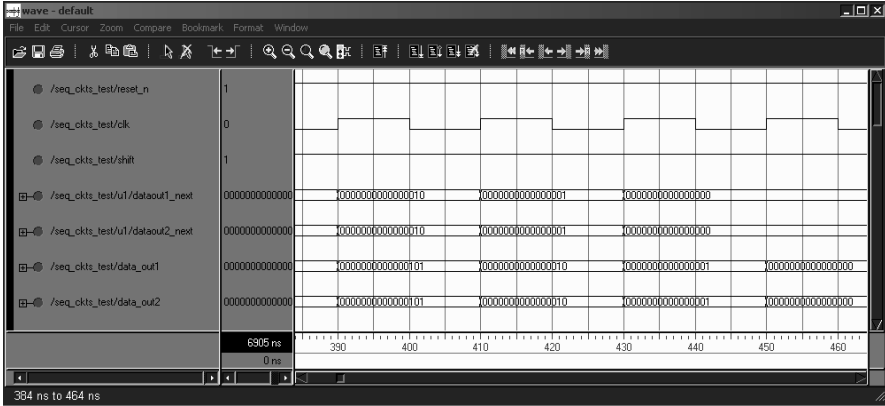 wave - default
File Edit Cursor Zoom Compare Bookmark Format Window
/seq_ckts_test/reset_n 1
/seq_ckts_test/clk 0
/seq_ckts_test/shift 1
/seq_ckts_test/u1/dataout1_next 0000000000000 0000000000000010 0000000000000001 0000000000000000
/seq_ckts_test/u1/dataout2_next 0000000000000 0000000000000010 0000000000000001 0000000000000000
/seq_ckts_test/data_out1 0000000000000 0000000000000101 0000000000000010 0000000000000001 0000000000000000
/seq_ckts_test/data_out2 0000000000000 0000000000000101 0000000000000010 0000000000000001 0000000000000000
6905 ns
390 400 410 420 430 440 450 460
0 ns
384 ns to 464 ns